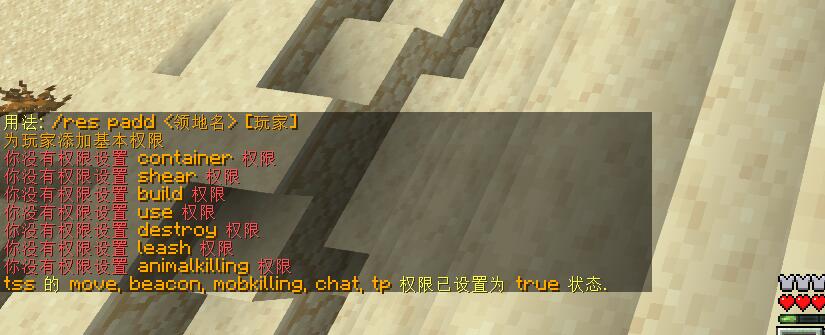 用法: /res padd <领地名> [玩家]
为玩家添加基本权限
你没有权限设置 container 权限
你没有权限设置 shear 权限
你没有权限设置 build 权限
你没有权限设置 use 权限
你没有权限设置 destroy 权限
你没有权限设置 leash 权限
你没有权限设置 animalkilling 权限
tss 的 move, beacon, mobkilling, chat, tp 权限已设置为 true 状态.